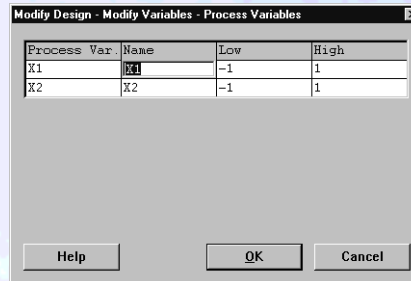 Modify Design - Modify Variables - Process Variables
Process Var. Name Low High
X1 X1 -1 1
X2 X2 -1 1
Help OK Cancel